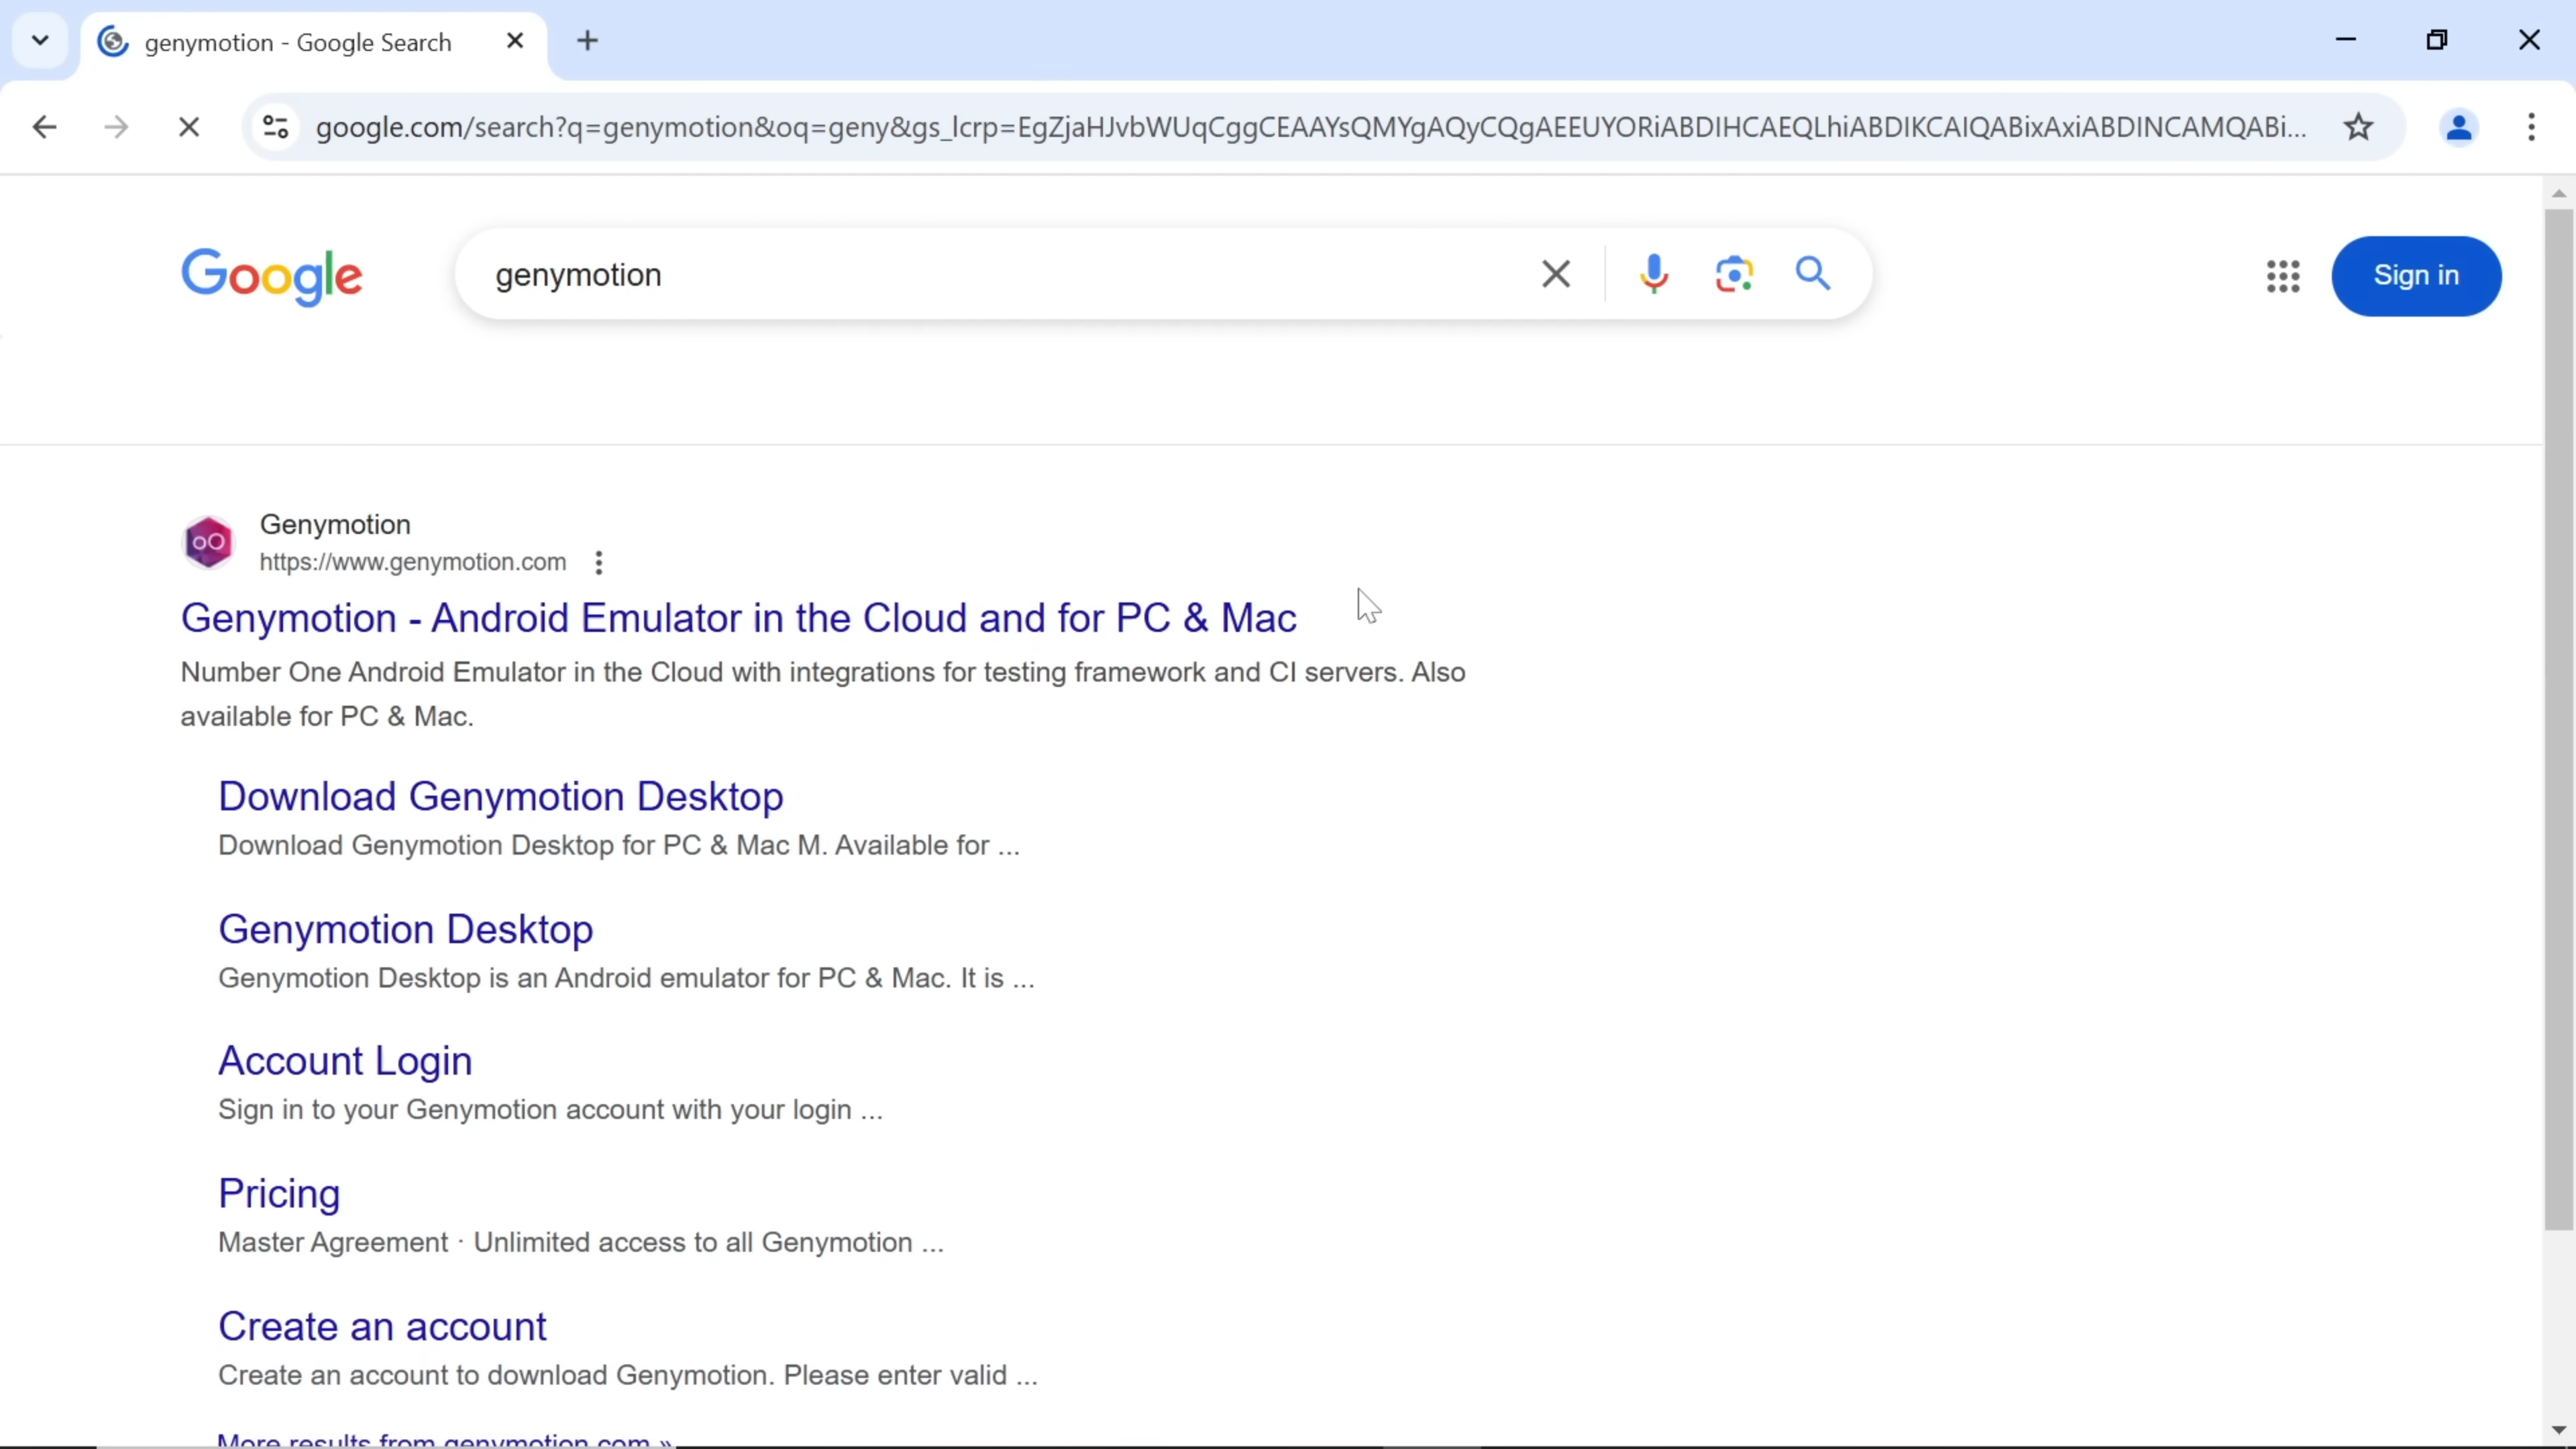 genymotion - Google Search
google.com/search?q=genymotion&oq=geny&gs_lcrp=EgZjaHJvbWUqCggCEAAYsQMYgAQyCQgAEEUYORiABDIHCAEQLhiABDIKCAIQABixAxiABDINCAMQABi...
Google
genymotion
Sign in
Genymotion
https://www.genymotion.com
Genymotion - Android Emulator in the Cloud and for PC & Mac
Number One Android Emulator in the Cloud with integrations for testing framework and CI servers. Also
available for PC & Mac.
Download Genymotion Desktop
Download Genymotion Desktop for PC & Mac M. Available for ...
Genymotion Desktop
Genymotion Desktop is an Android emulator for PC & Mac. It is ...
Account Login
Sign in to your Genymotion account with your login ...
Pricing
Master Agreement · Unlimited access to all Genymotion ...
Create an account
Create an account to download Genymotion. Please enter valid ...
More results from genymotion.com »